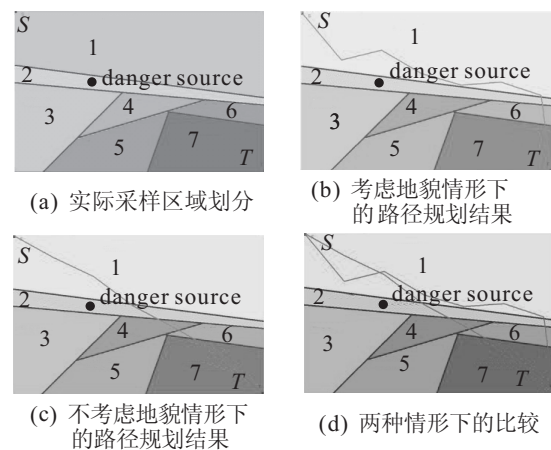 S
1
2
danger source
3
4
6
5
7
T
(a) 实际采样区域划分
S
1
2
danger source
3
4
6
5
7
T
(b) 考虑地貌情形下
的路径规划结果
S
1
2
danger source
3
4
6
5
7
T
(c) 不考虑地貌情形下
的路径规划结果
S
1
2
danger source
3
4
6
5
7
T
(d) 两种情形下的比较